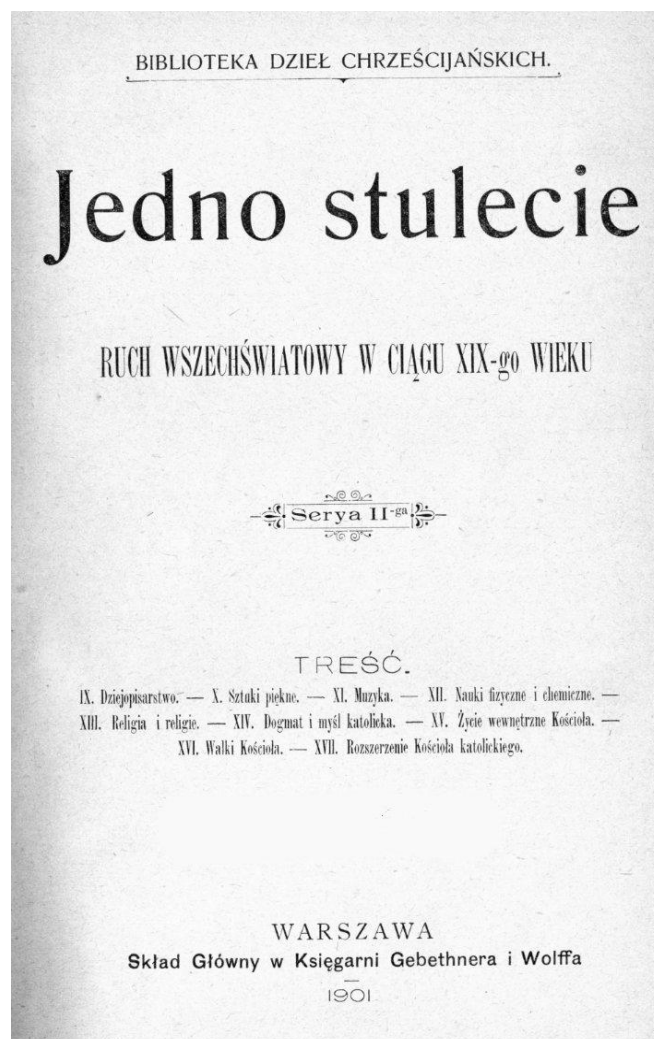 BIBLIOTEKA DZIEŁ CHRZEŚCIJAŃSKICH.
Jedno stulecie
RUCH WSZECHŚWIATOWY W CIĄGU XIX-go WIEKU
Serya II-ga
TREŚĆ.
IX. Dziejopisarstwo. — X. Sztuki piękne. — XI. Muzyka. — XII. Nauki fizyczne i chemiczne. —
XIII. Religia i religie. — XIV. Dogmat i myśl katolicka. — XV. Życie wewnętrzne Kościoła. —
XVI. Walki Kościoła. — XVII. Rozszerzenie Kościoła katolickiego.
WARSZAWA
Skład Główny w Księgarni Gebethnera i Wolffa
1901